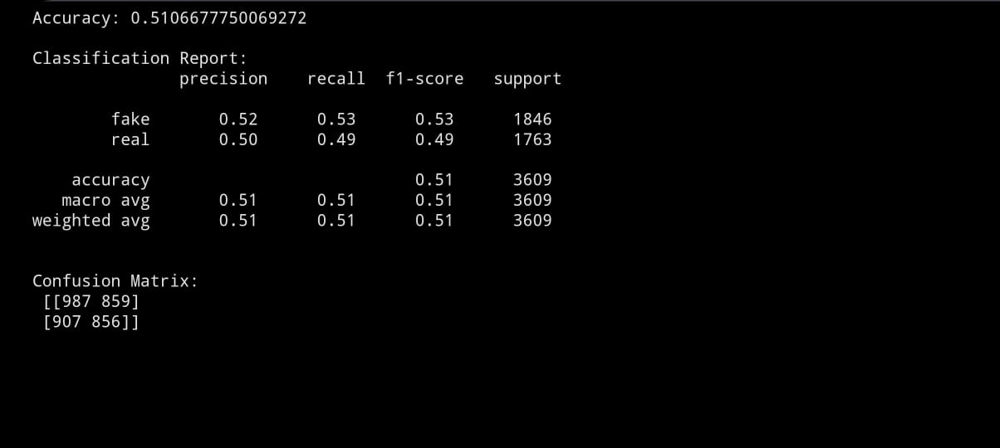 Accuracy: 0.5106677750069272
Classification Report:
precision recall f1-score support
fake 0.52 0.53 0.53 1846
real 0.50 0.49 0.49 1763
accuracy 0.51 3609
macro avg 0.51 0.51 0.51 3609
weighted avg 0.51 0.51 0.51 3609
Confusion Matrix:
[[987 859]
[907 856]]